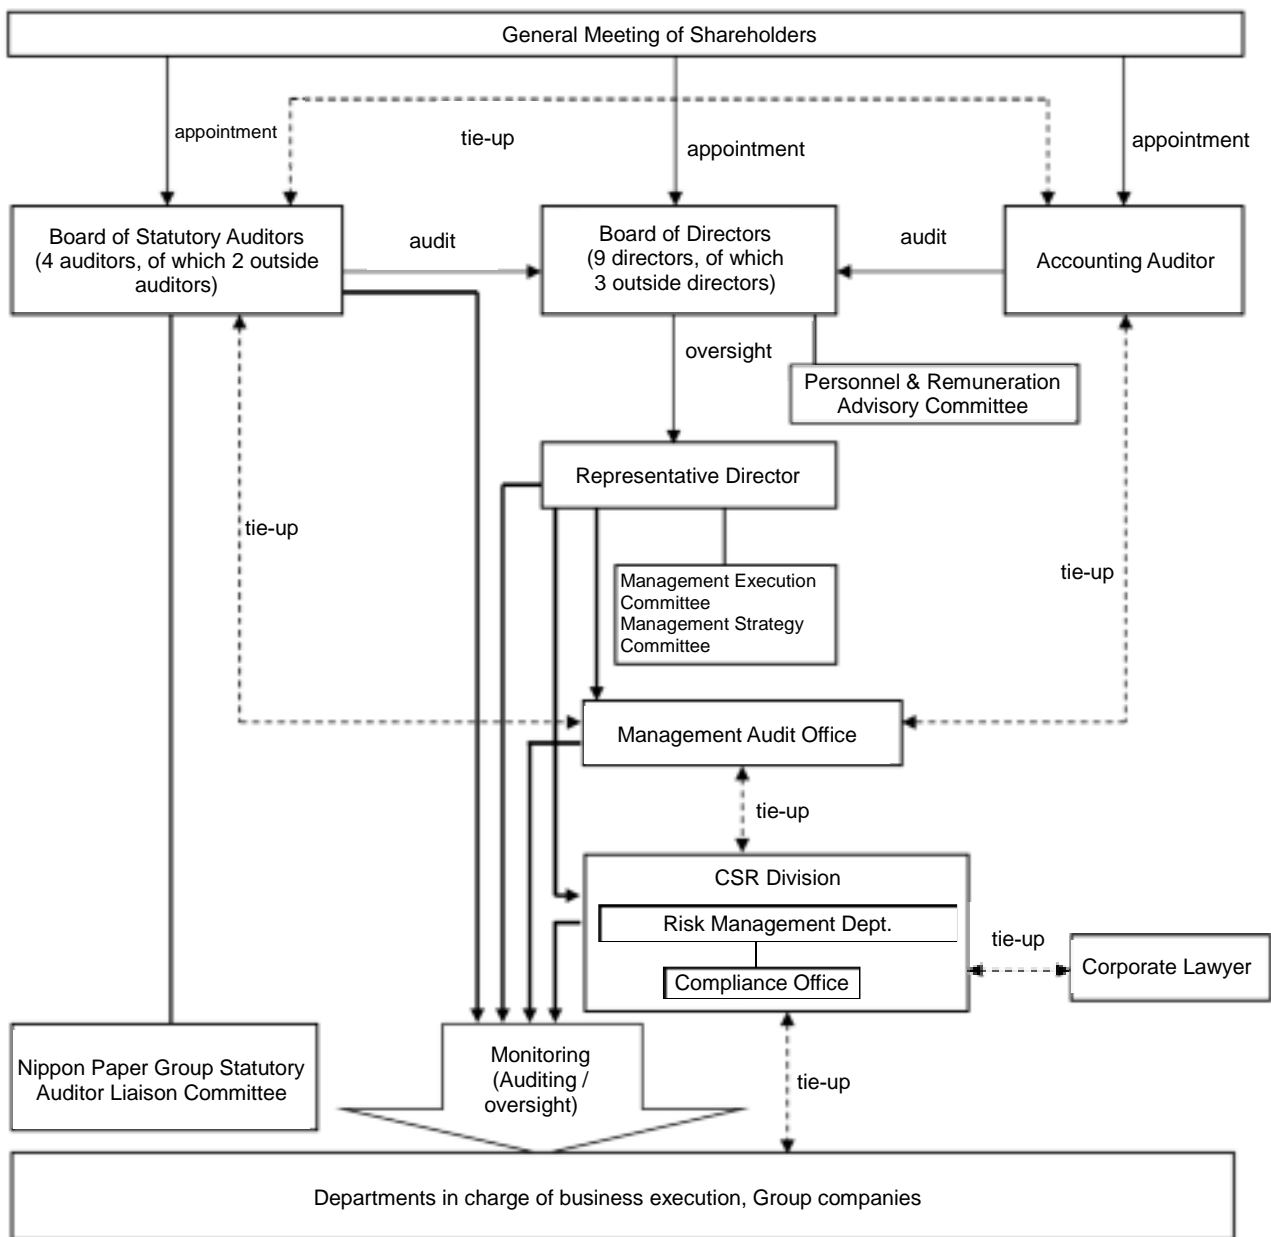 General Meeting of Shareholders
appointment
tie-up
appointment
appointment
Board of Statutory Auditors
(4 auditors, of which 2 outside
auditors)
audit
Board of Directors
(9 directors, of which
3 outside directors)
audit
Accounting Auditor
oversight
Personnel & Remuneration
Advisory Committee
Representative Director
tie-up
Management Execution
Committee
Management Strategy
Committee
tie-up
Management Audit Office
tie-up
CSR Division
Risk Management Dept.
Compliance Office
tie-up
Corporate Lawyer
Nippon Paper Group Statutory
Auditor Liaison Committee
Monitoring
(Auditing /
oversight)
tie-up
Departments in charge of business execution, Group companies